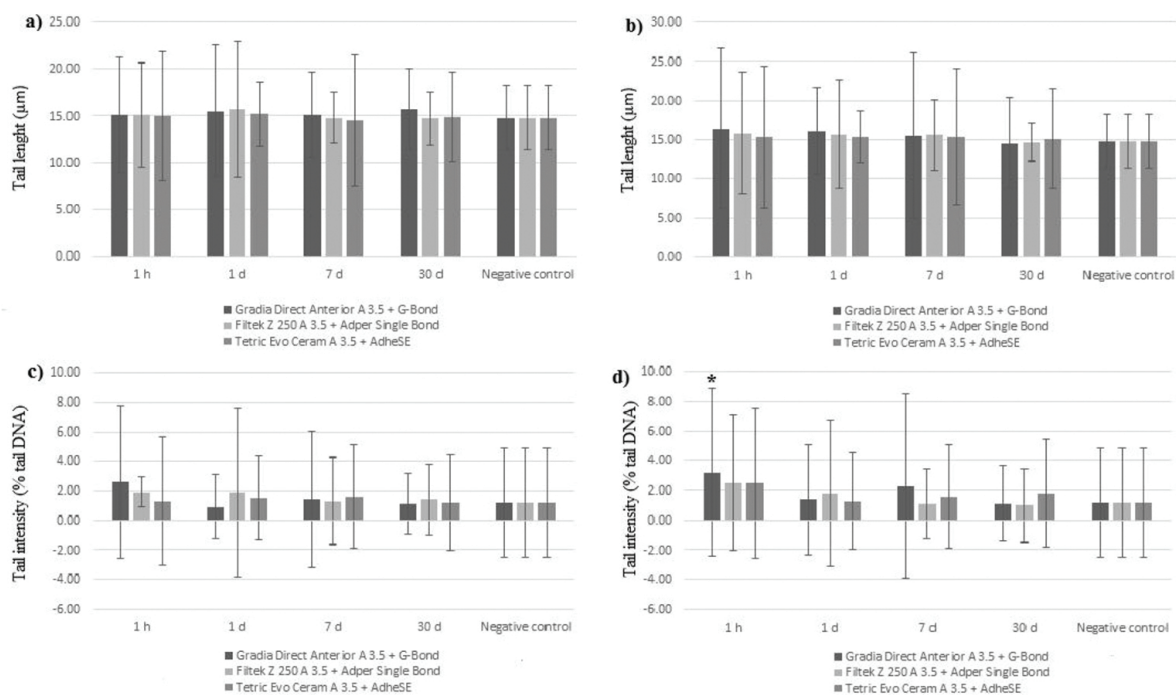 a)
Tail lenght (µm)
25.00
20.00
15.00
10.00
5.00
0.00
1 h
1 d
7 d
30 d
Negative control
Gradia Direct Anterior A 3.5 + G-Bond
Filtek Z 250 A 3.5 + Adper Single Bond
Tetric Evo Ceram A 3.5 + AdheSE
b)
Tail lenght (µm)
30.00
25.00
20.00
15.00
10.00
5.00
0.00
1 h
1 d
7 d
30 d
Negative control
Gradia Direct Anterior A 3.5 + G-Bond
Filtek Z 250 A 3.5 + Adper Single Bond
Tetric Evo Ceram A 3.5 + AdheSE
c)
Tail intensity (% tail DNA)
10.00
8.00
6.00
4.00
2.00
0.00
-2.00
-4.00
-6.00
1 h
1 d
7 d
30 d
Negative control
Gradia Direct Anterior A 3.5 + G-Bond
Filtek Z 250 A 3.5 + Adper Single Bond
Tetric Evo Ceram A 3.5 + AdheSE
d)
Tail intensity (% tail DNA)
10.00
8.00
6.00
4.00
2.00
0.00
-2.00
-4.00
-6.00
*
1 h
1 d
7 d
30 d
Negative control
Gradia Direct Anterior A 3.5 + G-Bond
Filtek Z 250 A 3.5 + Adper Single Bond
Tetric Evo Ceram A 3.5 + AdheSE